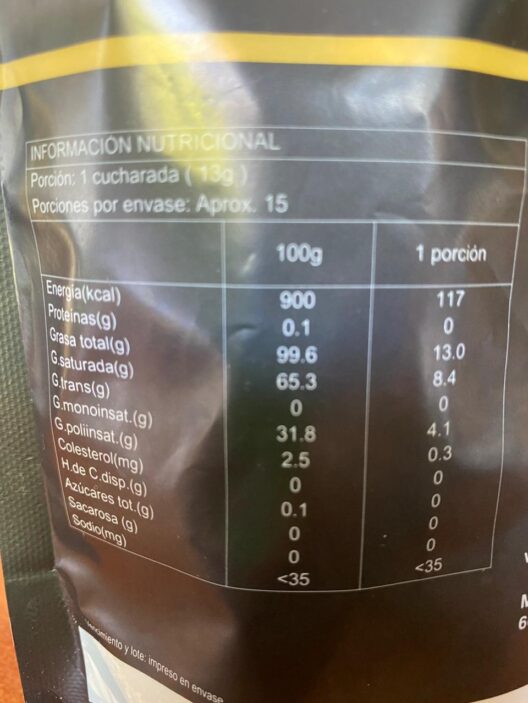 INFORMACIÓN NUTRICIONAL
Porción: 1 cucharada ( 13g )
Porciones por envase: Aprox. 15
100g 1 porción
Energía(kcal) 900 117
Proteinas(g) 0.1 0
Grasa total(g) 99.6 13.0
G.saturada(g) 65.3 8.4
G.trans(g) 0 0
G.monoinsat.(g) 31.8 4.1
G.poliinsat.(g) 2.5 0.3
Colesterol(mg) 0 0
H.de C.disp.(g) 0.1 0
Azúcares tot.(g) 0 0
Sacarosa (g) 0 0
Sodio(mg) <35 <35
Vencimiento y lote: impreso en envase